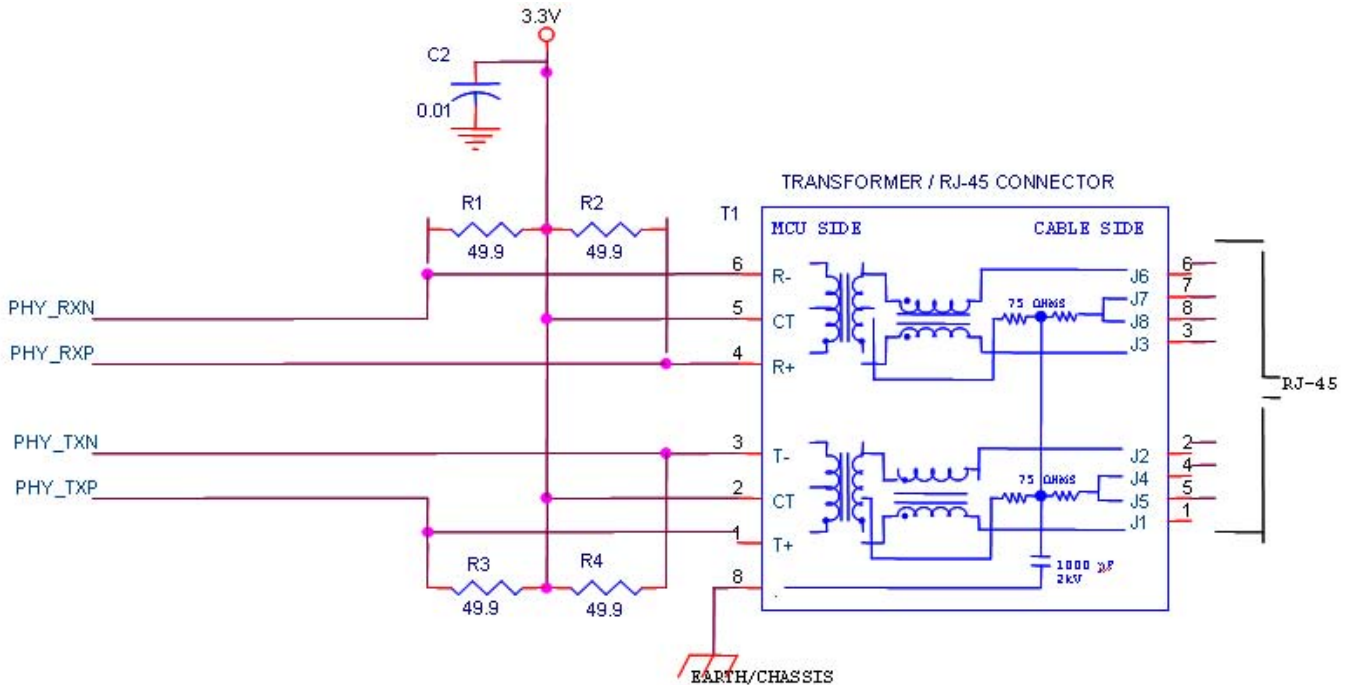 3.3V
C2
0.01
TRANSFORMER / RJ-45 CONNECTOR
R1
R2
T1
49.9
49.9
MCU SIDE
CABLE SIDE
6
R-
J6
6
7
PHY_RXN
5
CT
75 OHMS
J7
J8
8
3
PHY_RXP
4
R+
J3
RJ-45
PHY_TXN
3
T-
J2
2
4
PHY_TXP
2
CT
75 OHMS
J4
J5
5
1
1
T+
J1
R3
R4
8
1000 pF
2kV
49.9
49.9
EARTH/CHASSIS